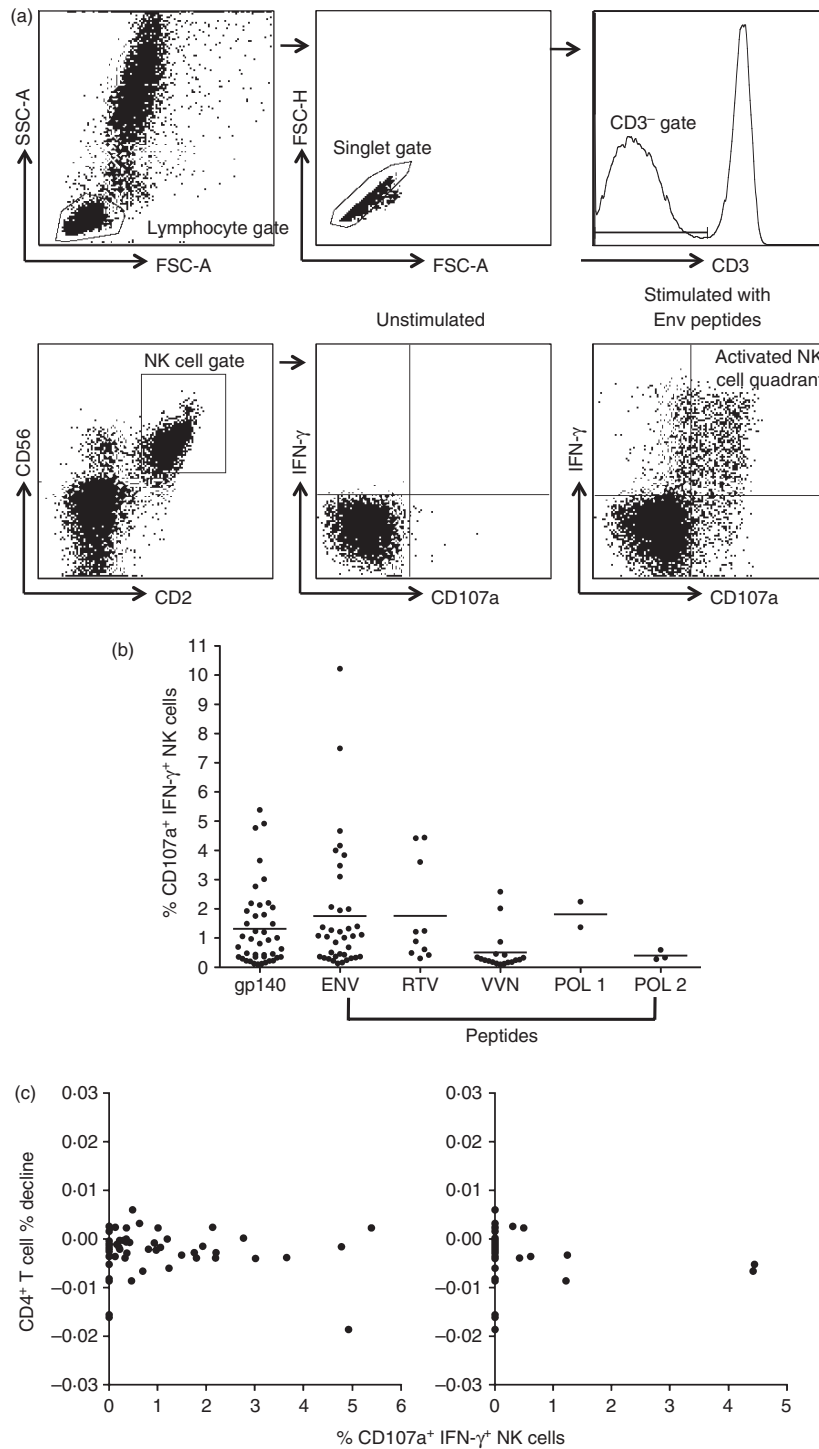 (a)
SSC-A
Lymphocyte gate
FSC-A
FSC-H
Singlet gate
FSC-A
CD3– gate
CD3
CD56
NK cell gate
CD2
Unstimulated
IFN-γ
CD107a
Stimulated with
Env peptides
Activated NK
cell quadrant
IFN-γ
CD107a
(b)
% CD107a+ IFN-γ+ NK cells
11
10
9
8
7
6
5
4
3
2
1
0
gp140 ENV RTV VVN POL 1 POL 2
Peptides
(c)
CD4+ T cell % decline
0·03
0·02
0·01
0·00
–0·01
–0·02
–0·03
0 1 2 3 4 5 6
0·03
0·02
0·01
0·00
–0·01
–0·02
–0·03
0 1 2 3 4 5
% CD107a+ IFN-γ+ NK cells